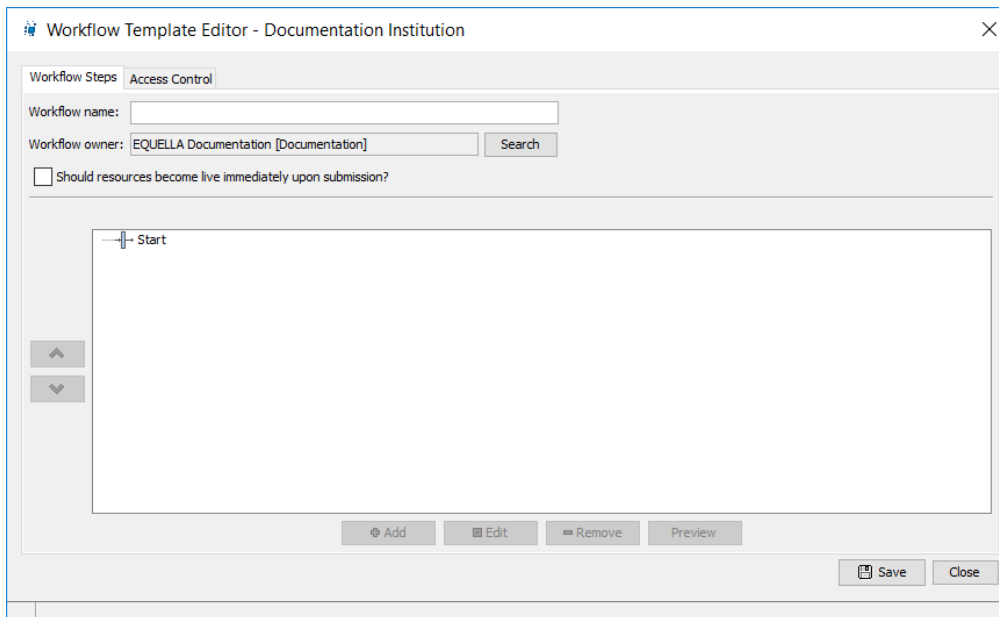 Workflow Template Editor - Documentation Institution
Workflow Steps Access Control
Workflow name:
Workflow owner: EQUELLA Documentation [Documentation] Search
Should resources become live immediately upon submission?
Start
Add Edit Remove Preview
Save Close